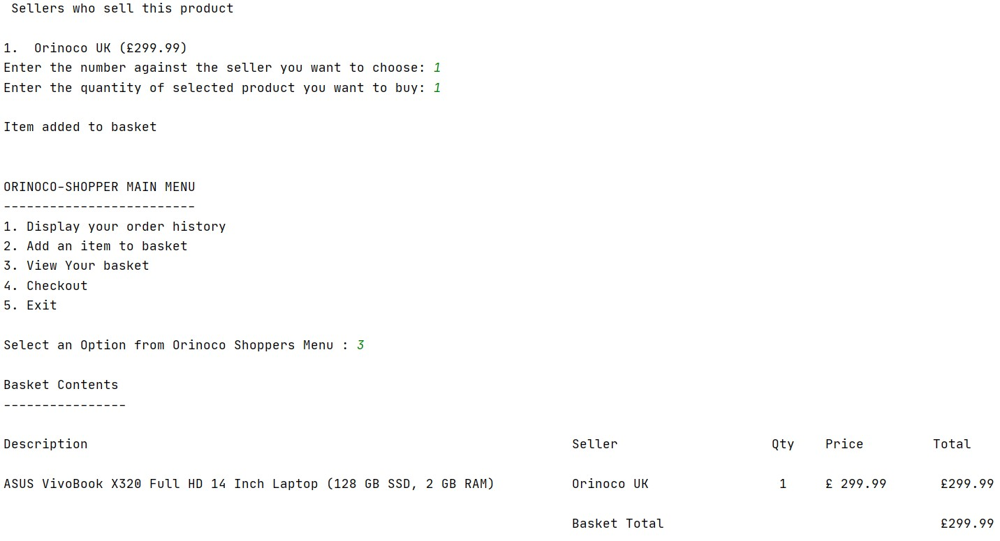 Sellers who sell this product
1.  Orinoco UK (£299.99)
Enter the number against the seller you want to choose: 1
Enter the quantity of selected product you want to buy: 1
Item added to basket
ORINOCO-SHOPPER MAIN MENU
-------------------------
1. Display your order history
2. Add an item to basket
3. View Your basket
4. Checkout
5. Exit
Select an Option from Orinoco Shoppers Menu : 3
Basket Contents
----------------
Description Seller Qty Price Total
ASUS VivoBook X320 Full HD 14 Inch Laptop (128 GB SSD, 2 GB RAM) Orinoco UK 1 £ 299.99 £299.99
Basket Total £299.99